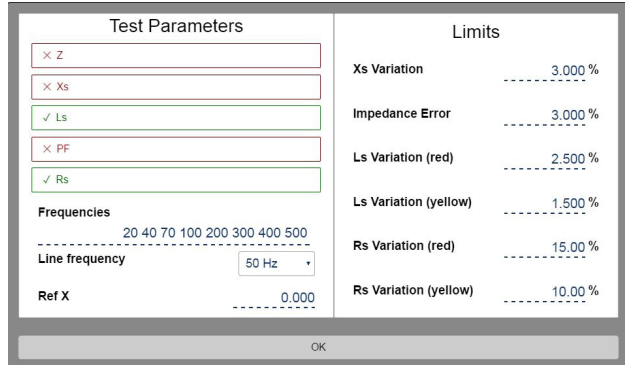 Test Parameters
× Z
× Xs
✓ Ls
× PF
✓ Rs
Frequencies
20 40 70 100 200 300 400 500
Line frequency
50 Hz
Ref X
0.000
Limits
Xs Variation
3.000 %
Impedance Error
3.000 %
Ls Variation (red)
2.500 %
Ls Variation (yellow)
1.500 %
Rs Variation (red)
15.00 %
Rs Variation (yellow)
10.00 %
OK